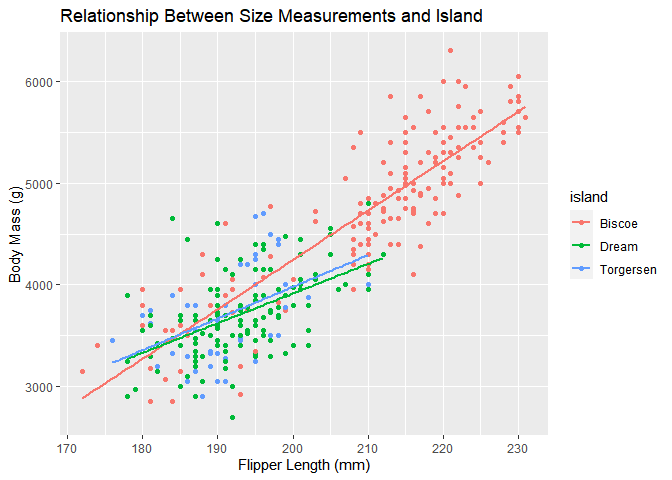 Relationship Between Size Measurements and Island
6000
5000
4000
3000
Body Mass (g)
170 180 190 200 210 220 230
Flipper Length (mm)
island
Biscoe
Dream
Torgersen